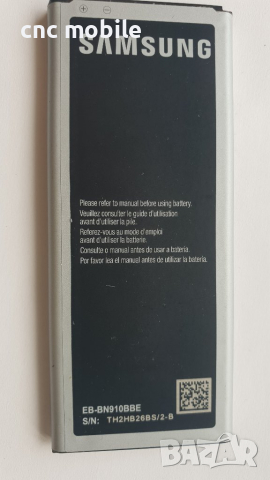 cnc mobile
SAMSUNG
Please refer to manual before using battery.
Veuillez consulter le guide d'utilisation
avant d'utiliser la pile.
Referez-vous au mode d'emploi
avant d'utiliser la batterie.
Consulte o manual antes de usar a bateria.
Por favor lea el manual antes de utilizar la batería.
EB-BN910BBE
S/N: TH2HB26BS/2-B
bazar